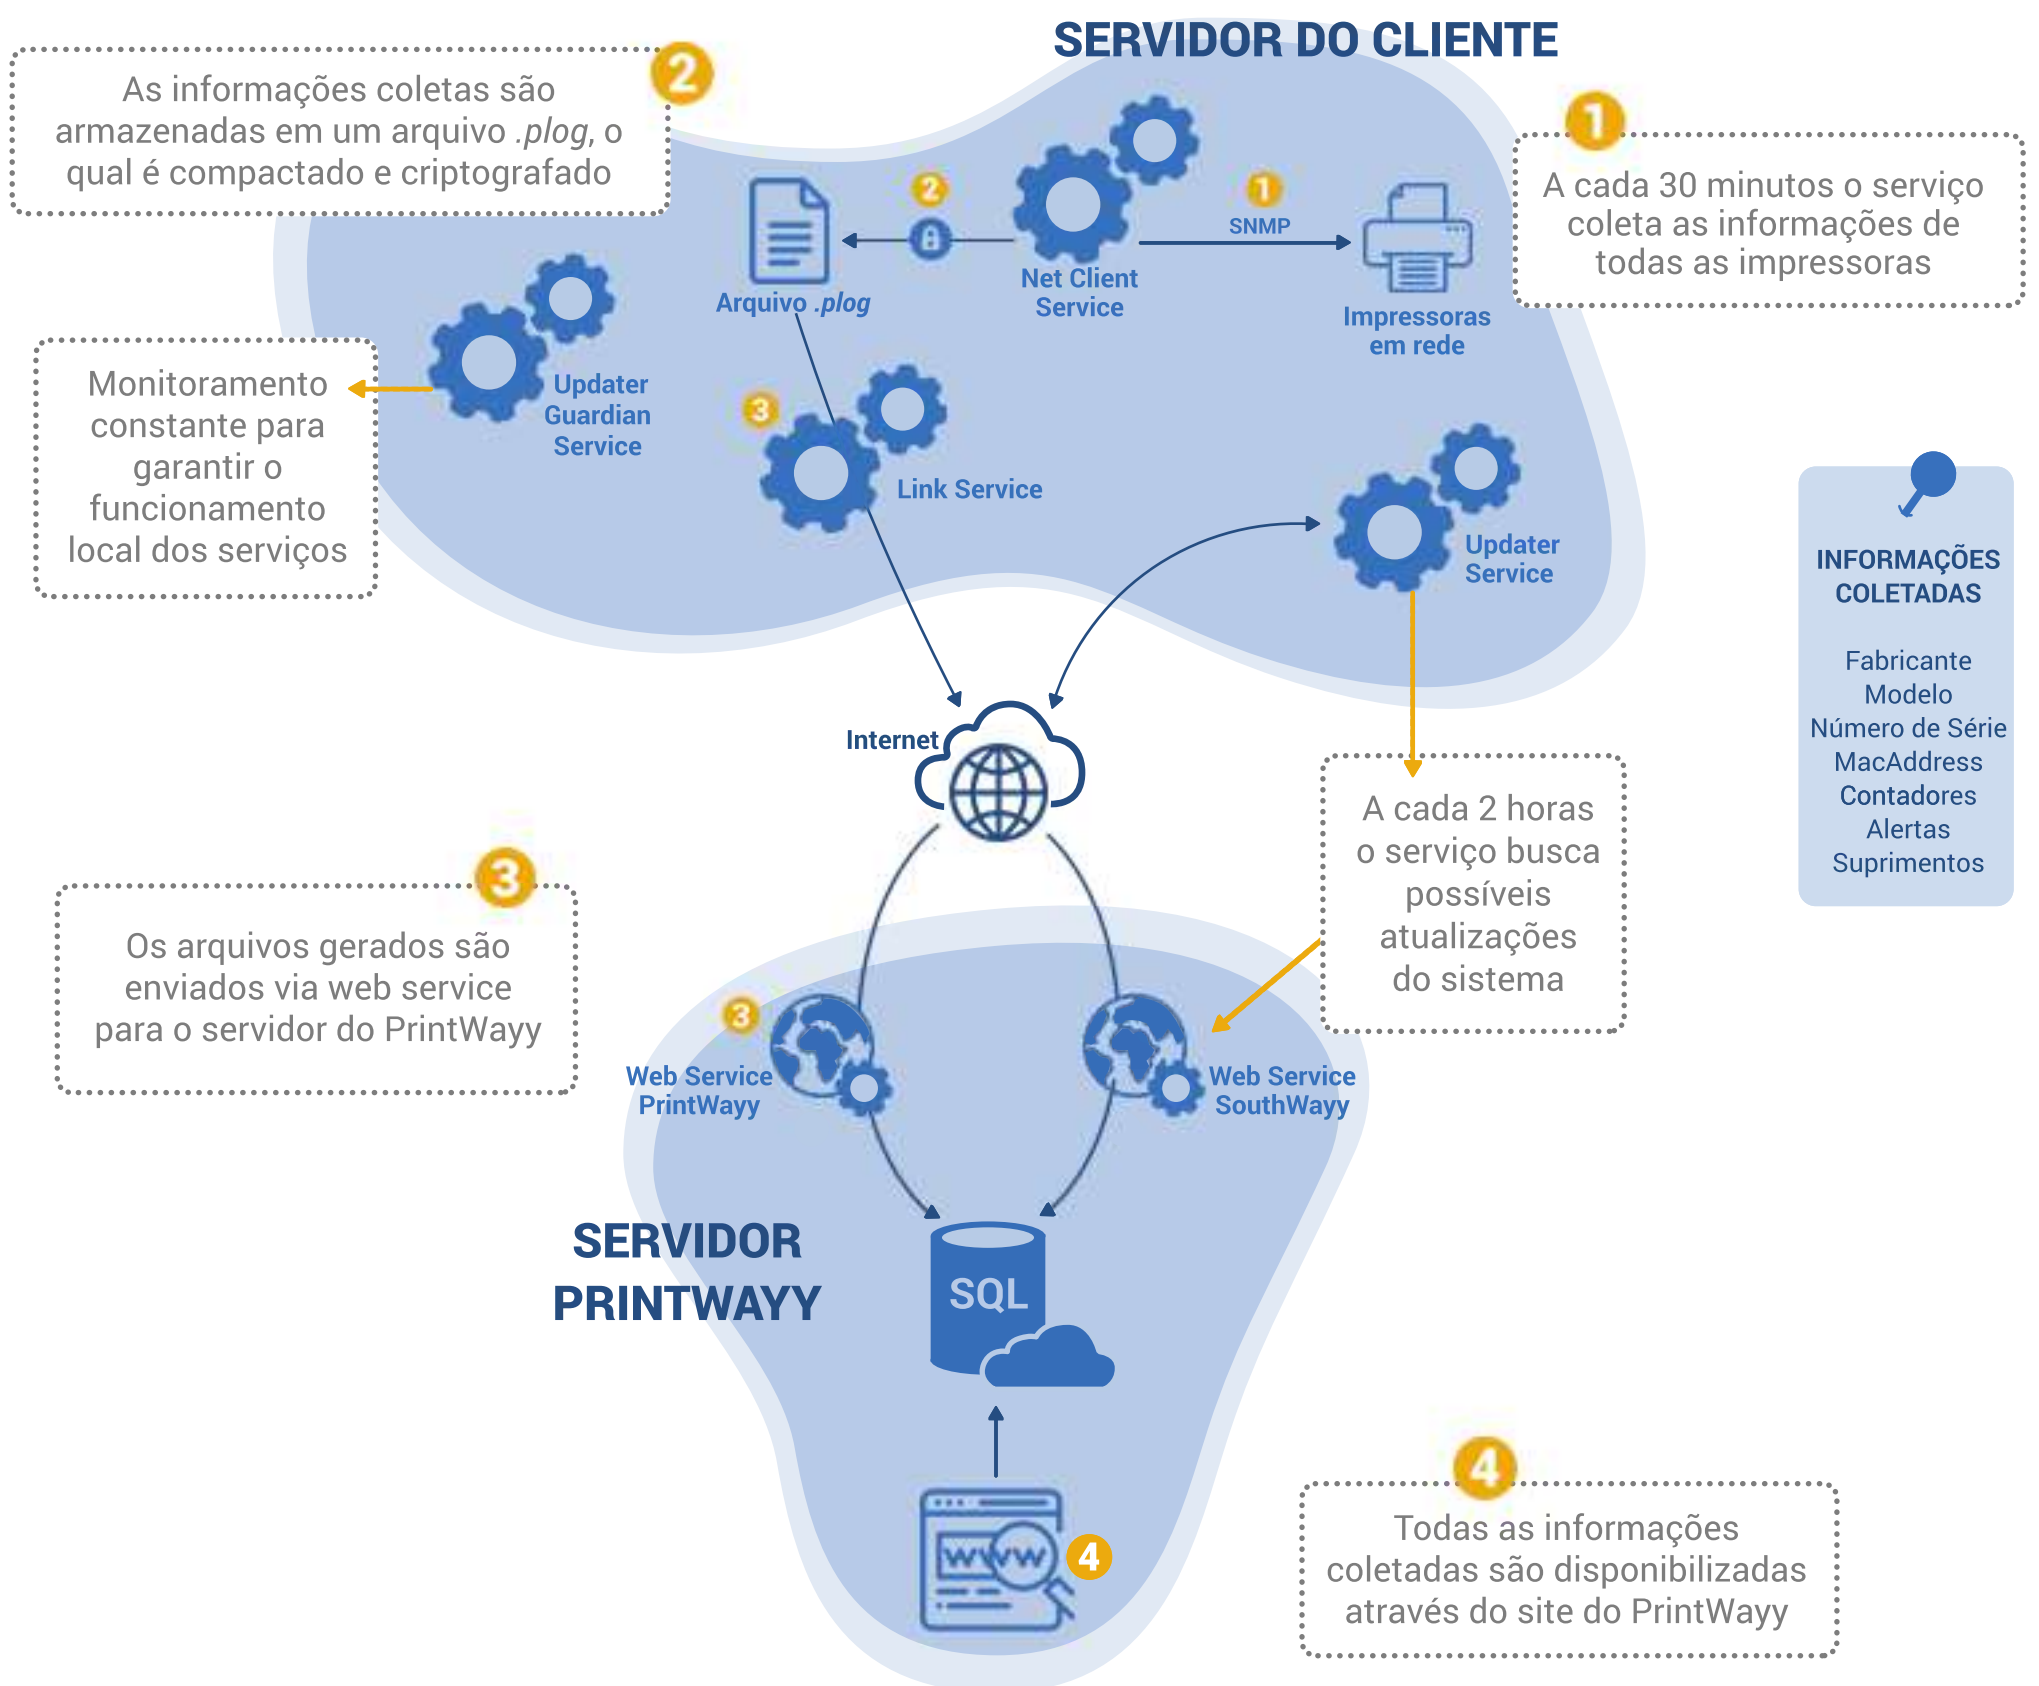 SERVIDOR DO CLIENTE
2
As informações coletas são
armazenadas em um arquivo .plog, o
qual é compactado e criptografado
1
A cada 30 minutos o serviço
coleta as informações de
todas as impressoras
2
1
SNMP
Arquivo .plog
Net Client
Service
Impressoras
em rede
Monitoramento
constante para
garantir o
funcionamento
local dos serviços
Updater
Guardian
Service
3
Link Service
Updater
Service
INFORMAÇÕES
COLETADAS
Fabricante
Modelo
Número de Série
MacAddress
Contadores
Alertas
Suprimentos
Internet
A cada 2 horas
o serviço busca
possíveis
atualizações
do sistema
3
Os arquivos gerados são
enviados via web service
para o servidor do PrintWayy
3
Web Service
PrintWayy
Web Service
SouthWayy
SERVIDOR
PRINTWAYY
SQL
www
4
4
Todas as informações
coletadas são disponibilizadas
através do site do PrintWayy